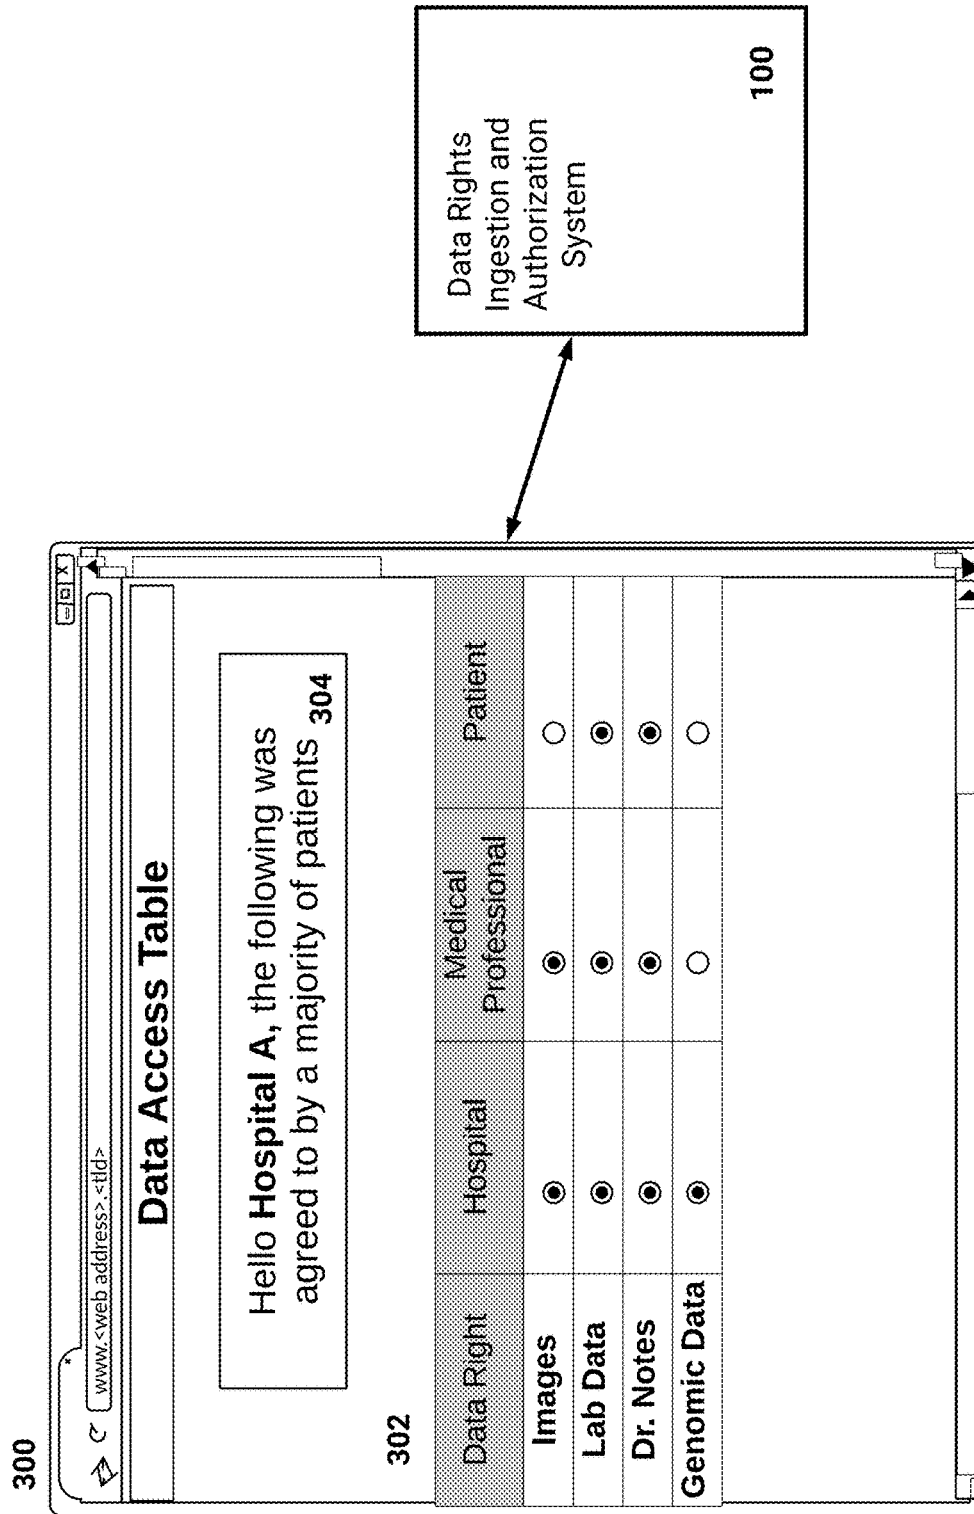 300
*
www.<web address>.<tld>
X
Data Access Table
Hello Hospital A, the following was
agreed to by a majority of patients
304
302
Data Right
Hospital
Medical
Professional
Patient
Images
Lab Data
Dr. Notes
Genomic Data
Data Rights
Ingestion and
Authorization
System
100